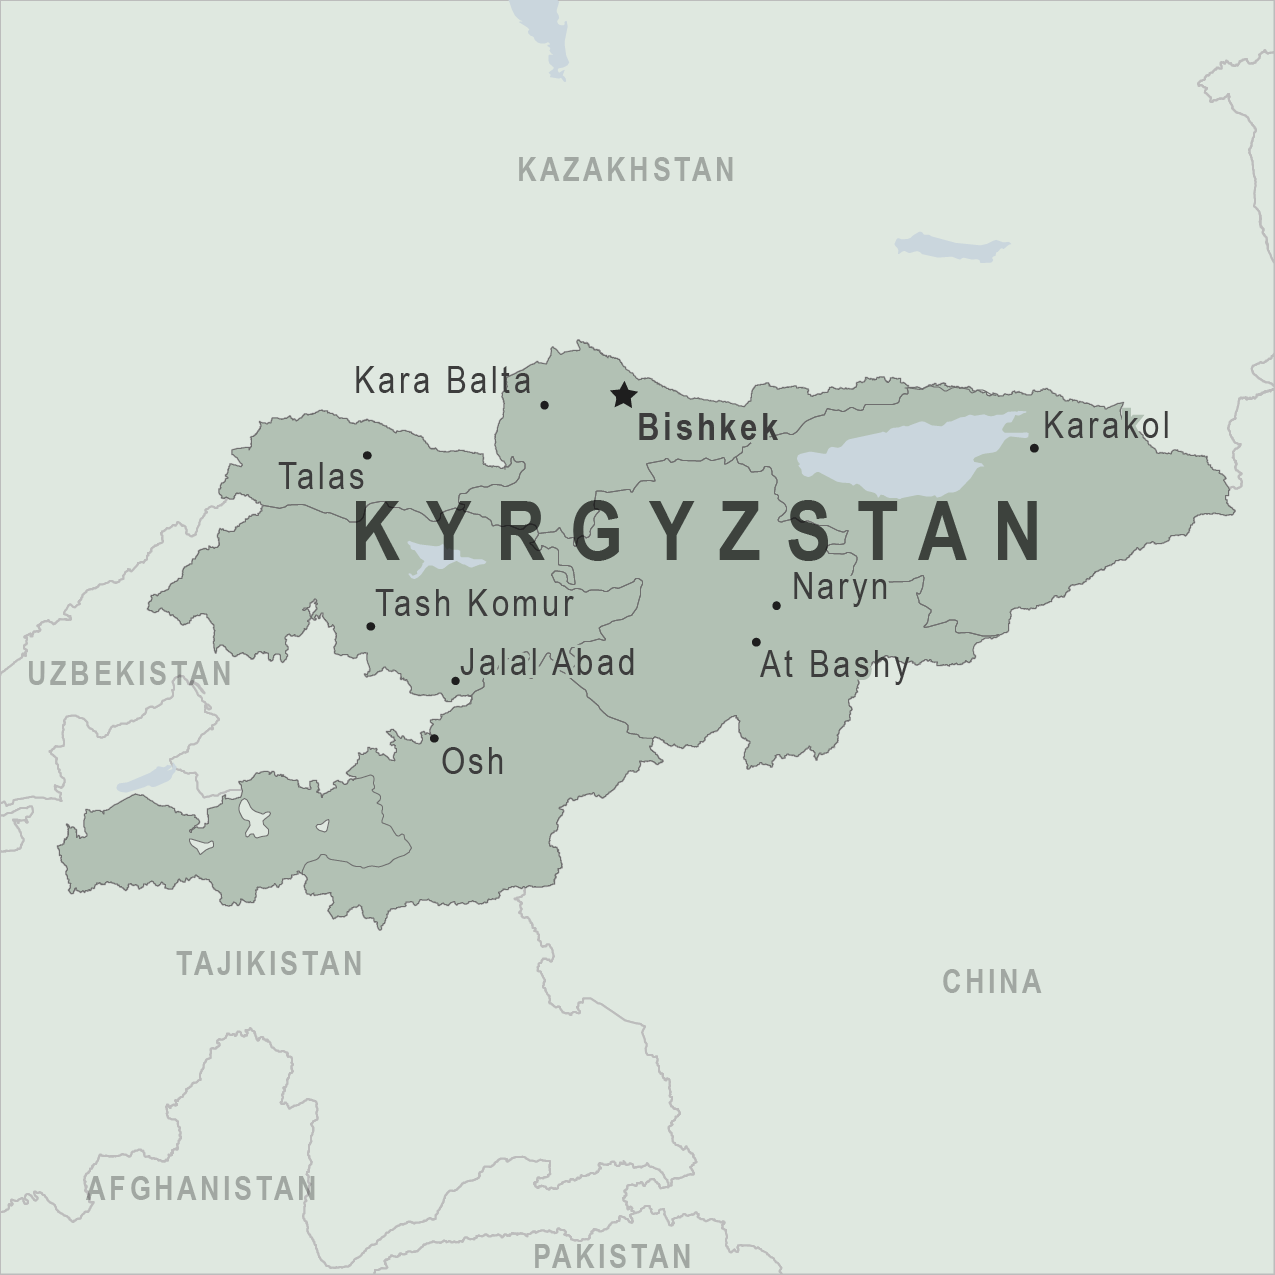 KAZAKHSTAN
Kara Balta
Bishkek
Karakol
Talas
KYRGYZSTAN
Naryn
Tash Komur
Jalal Abad
At Bashy
UZBEKISTAN
Osh
TAJIKISTAN
CHINA
AFGHANISTAN
PAKISTAN